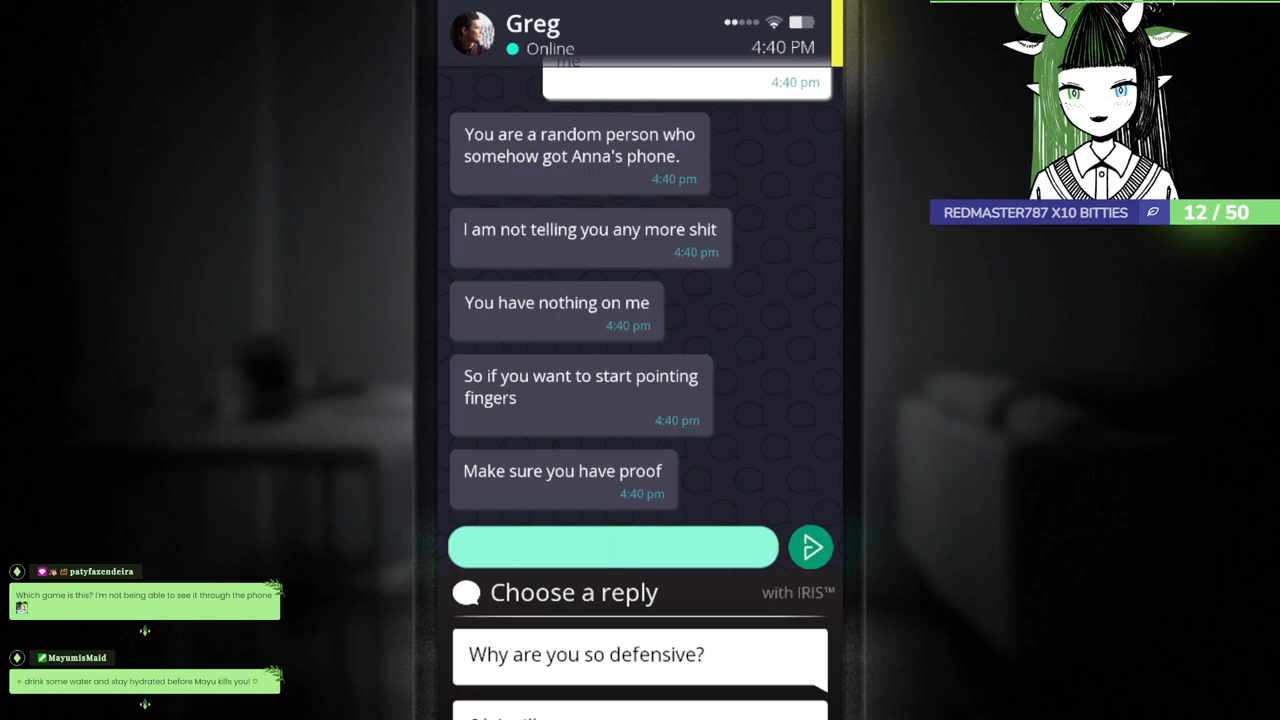 Greg
Online
4:40 PM
me
4:40 pm
You are a random person who
somehow got Anna's phone.
4:40 pm
I am not telling you any more shit
4:40 pm
You have nothing on me
4:40 pm
So if you want to start pointing
fingers
4:40 pm
Make sure you have proof
4:40 pm
Choose a reply
with IRIS™
Why are you so defensive?
REDMASTER787 X10 BITTIES
12 / 50
patyfazendeira
Which game is this? I'm not being able to see it through the phone
MayumisMaid
drink some water and stay hydrated before Mayu kills you! ♡